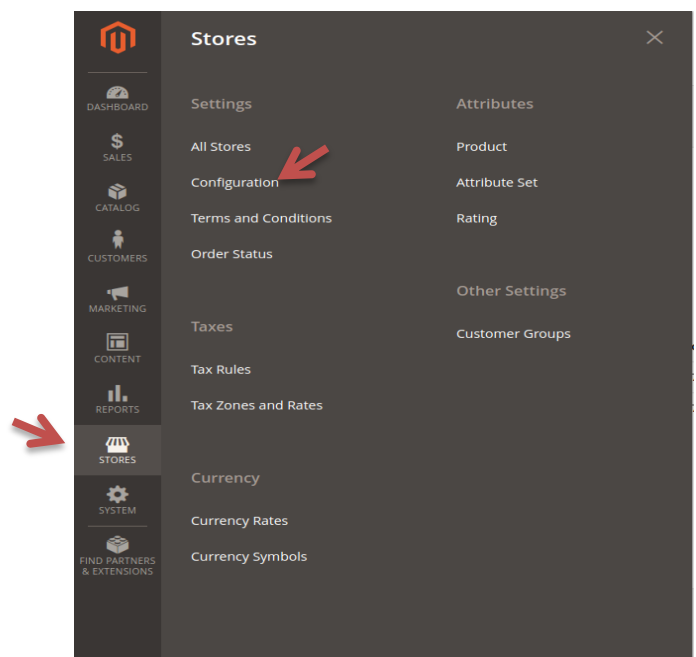 Stores
DASHBOARD
SALES
CATALOG
CUSTOMERS
MARKETING
CONTENT
REPORTS
STORES
SYSTEM
FIND PARTNERS
& EXTENSIONS
Settings
All Stores
Configuration
Terms and Conditions
Order Status
Taxes
Tax Rules
Tax Zones and Rates
Currency
Currency Rates
Currency Symbols
Attributes
Product
Attribute Set
Rating
Other Settings
Customer Groups